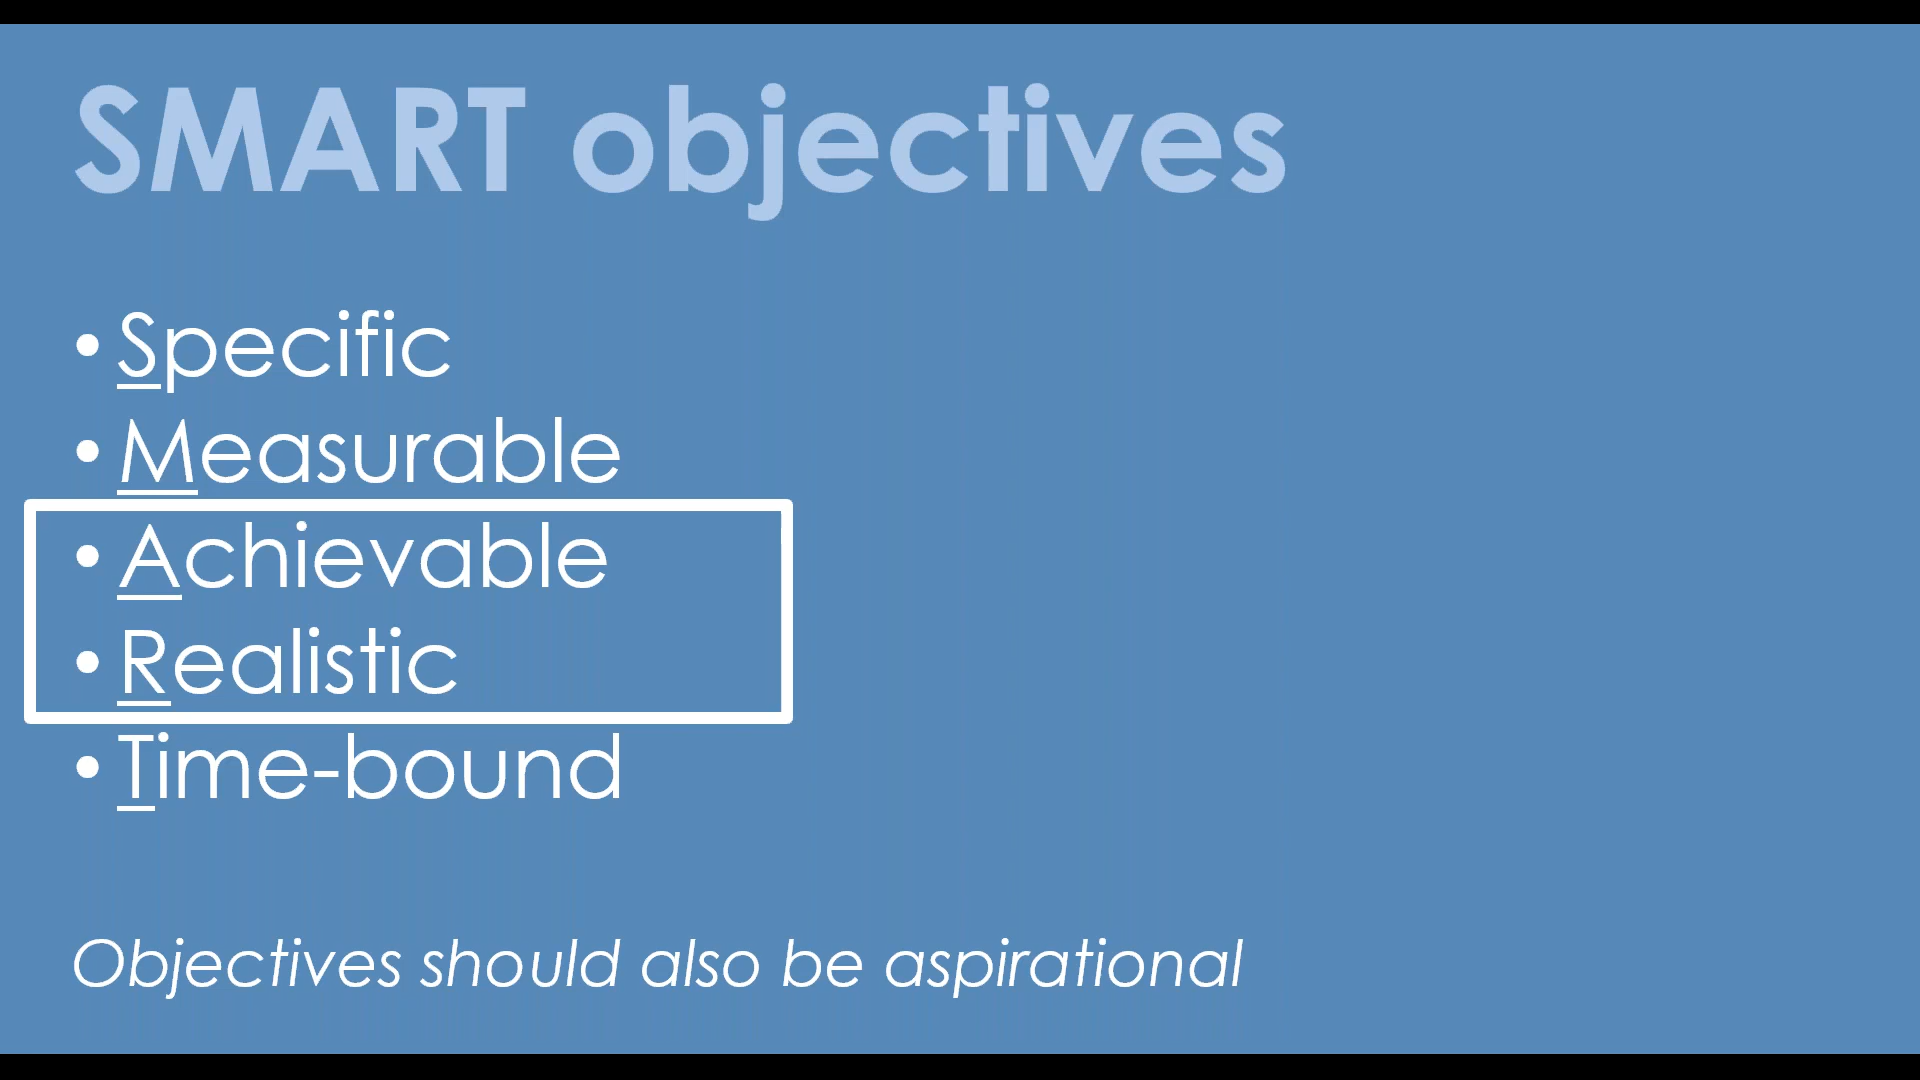 SMART objectives
• Specific
• Measurable
• Achievable
• Realistic
• Time-bound
Objectives should also be aspirational